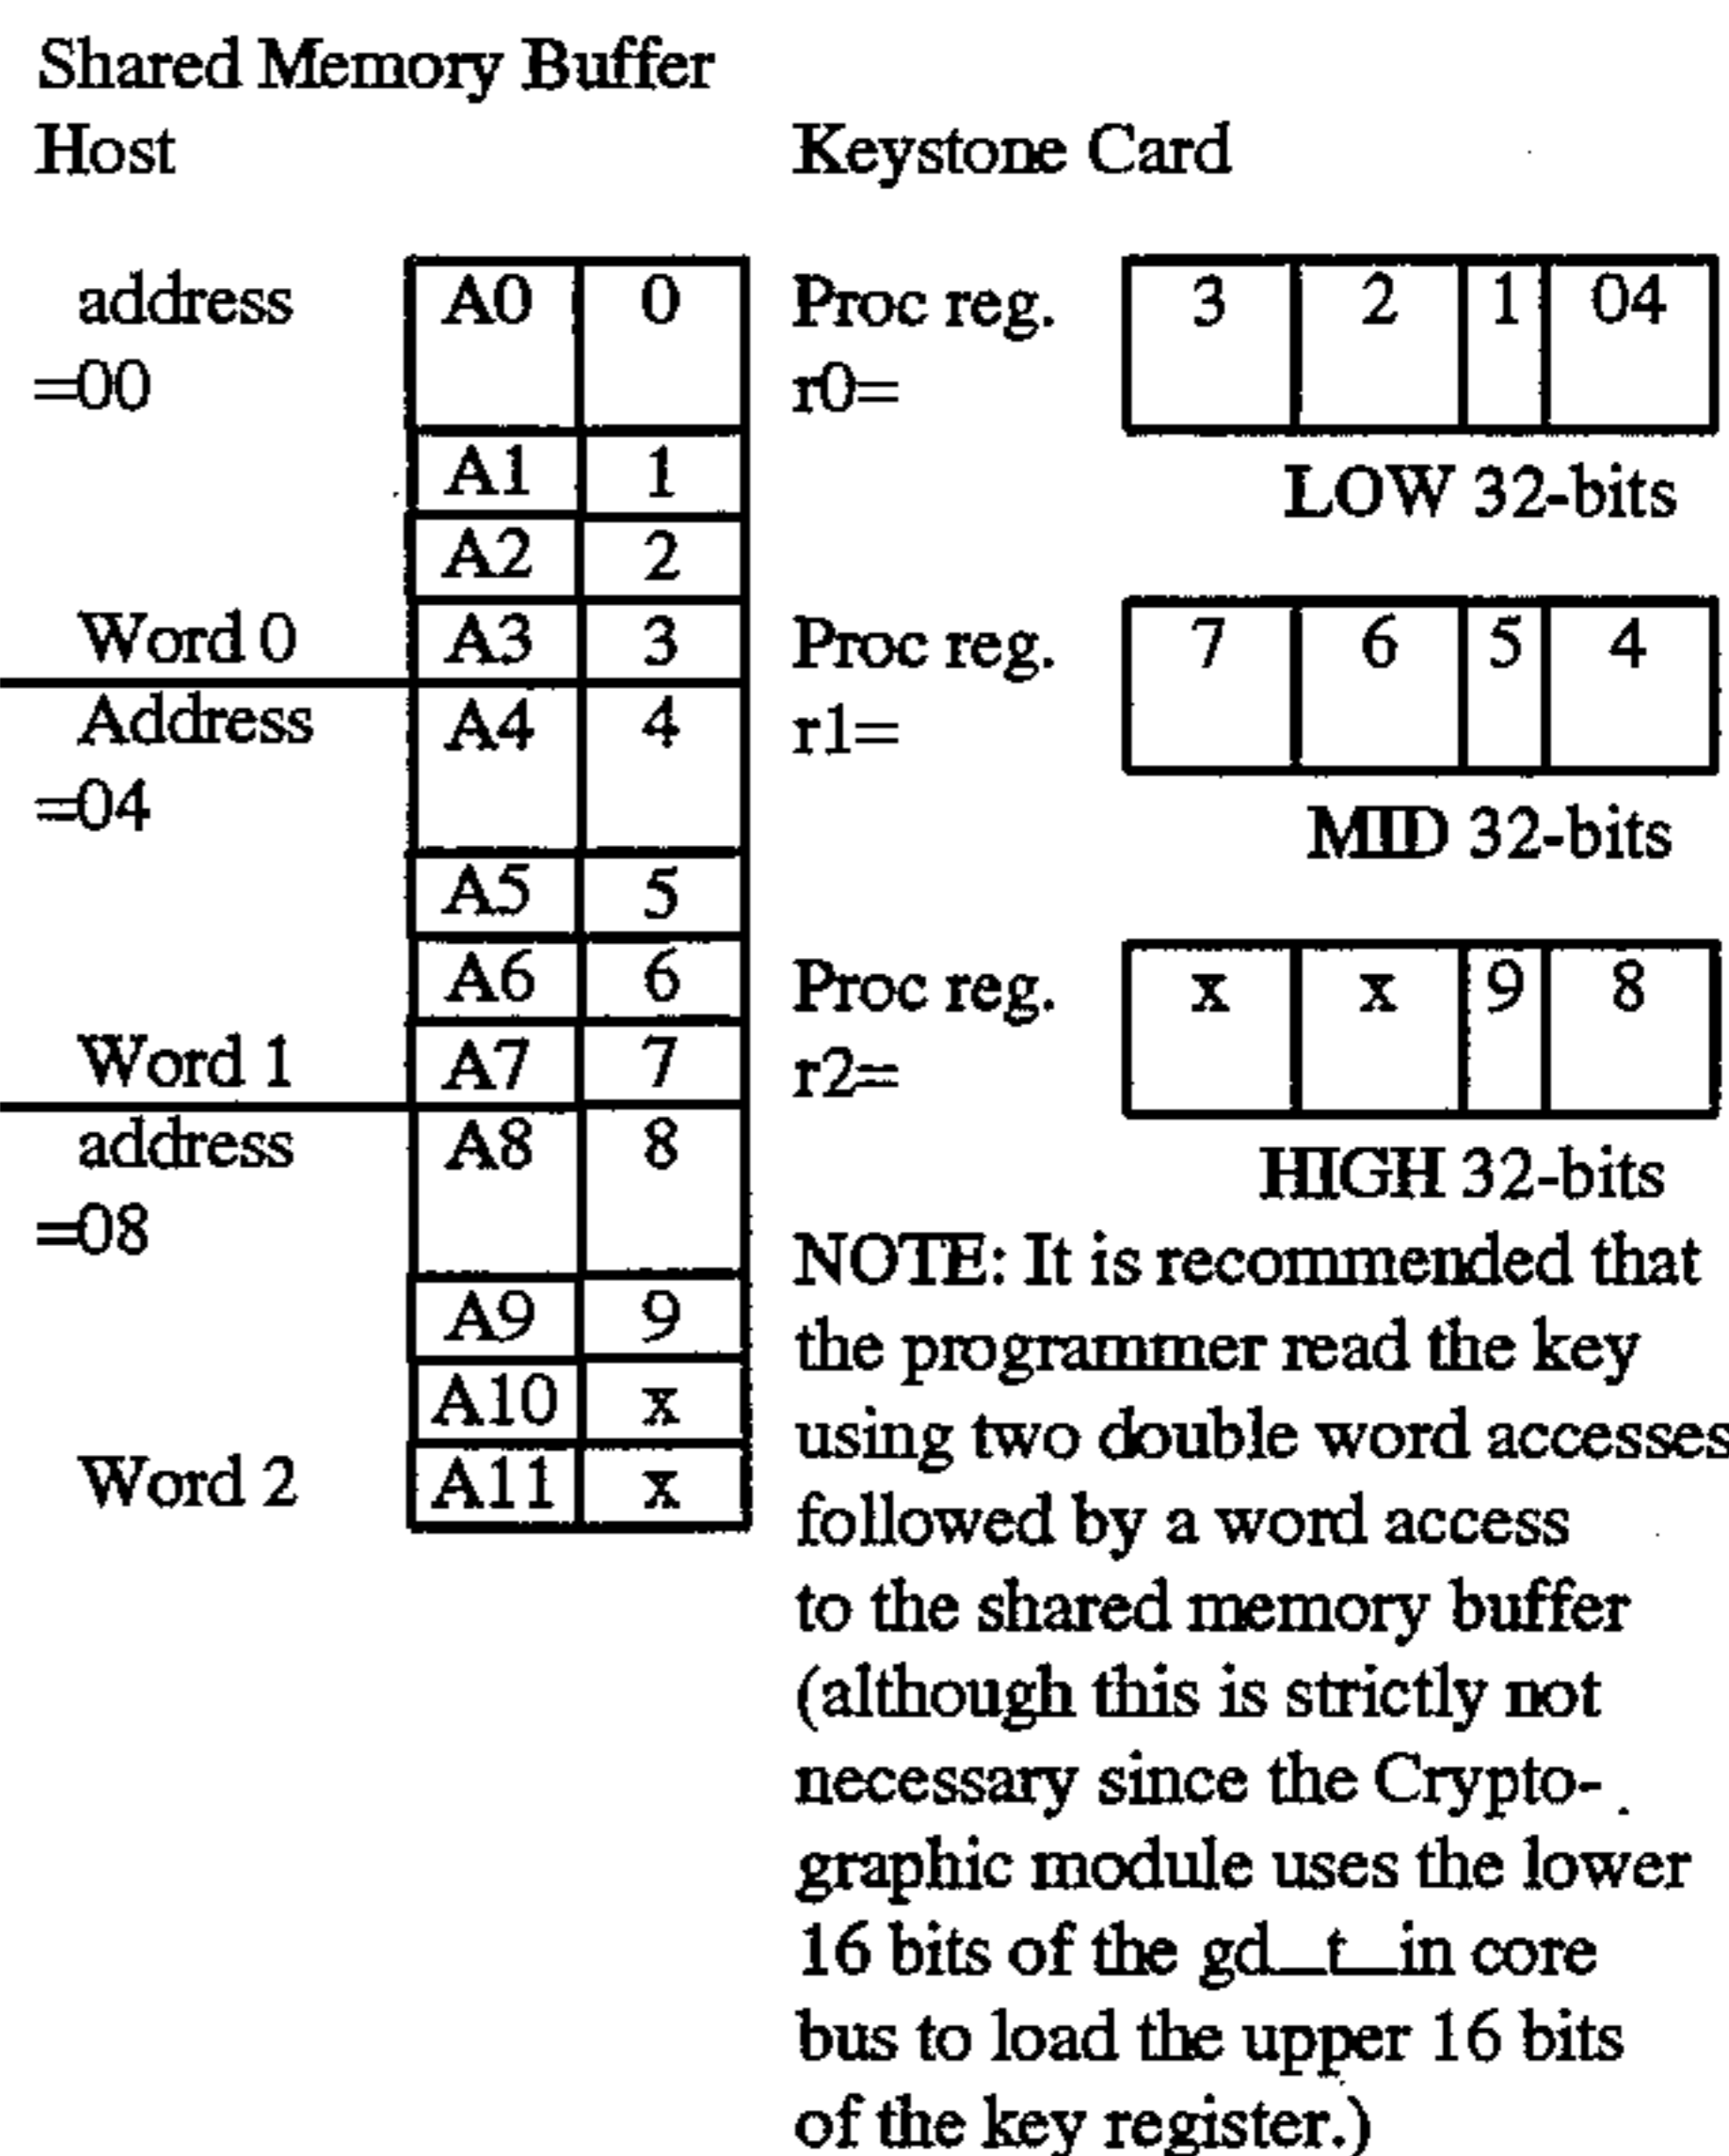 Shared Memory Buffer
Host
Keystone Card
address
=00
A0 0
A1 1
A2 2
Word 0 A3 3
Address
=04
A4 4
A5 5
A6 6
Word 1 A7 7
address
=08
A8 8
A9 9
A10 x
Word 2 A11 x
Proc reg.
r0=
3 2 1 04
LOW 32-bits
Proc reg.
r1=
7 6 5 4
MID 32-bits
Proc reg.
r2=
x x 9 8
HIGH 32-bits
NOTE: It is recommended that
the programmer read the key
using two double word accesses
followed by a word access
to the shared memory buffer
(although this is strictly not
necessary since the Crypto-
graphic module uses the lower
16 bits of the gd_t_in core
bus to load the upper 16 bits
of the key register.)